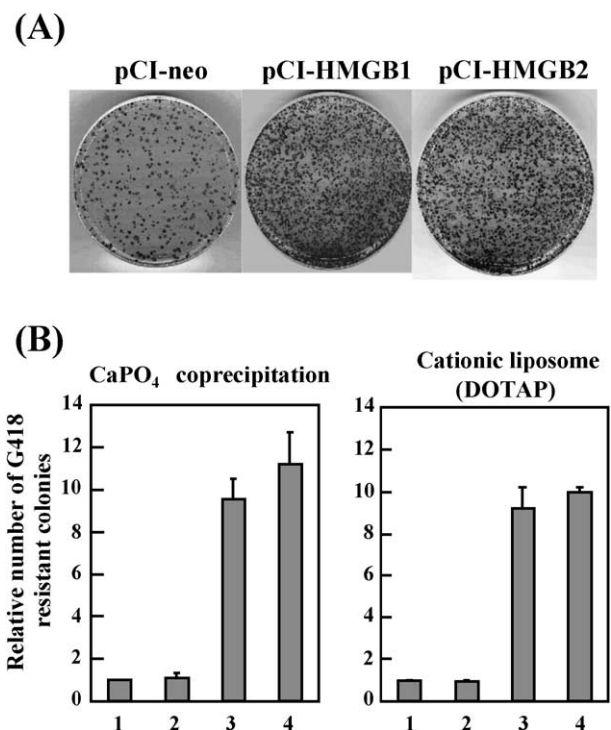 (A)
pCI-neo pCI-HMGB1 pCI-HMGB2
(B)
CaPO4 coprecipitation
Cationic liposome
(DOTAP)
Relative number of G418
resistant colonies
14
12
10
8
6
4
2
0
1 2 3 4
14
12
10
8
6
4
2
0
1 2 3 4